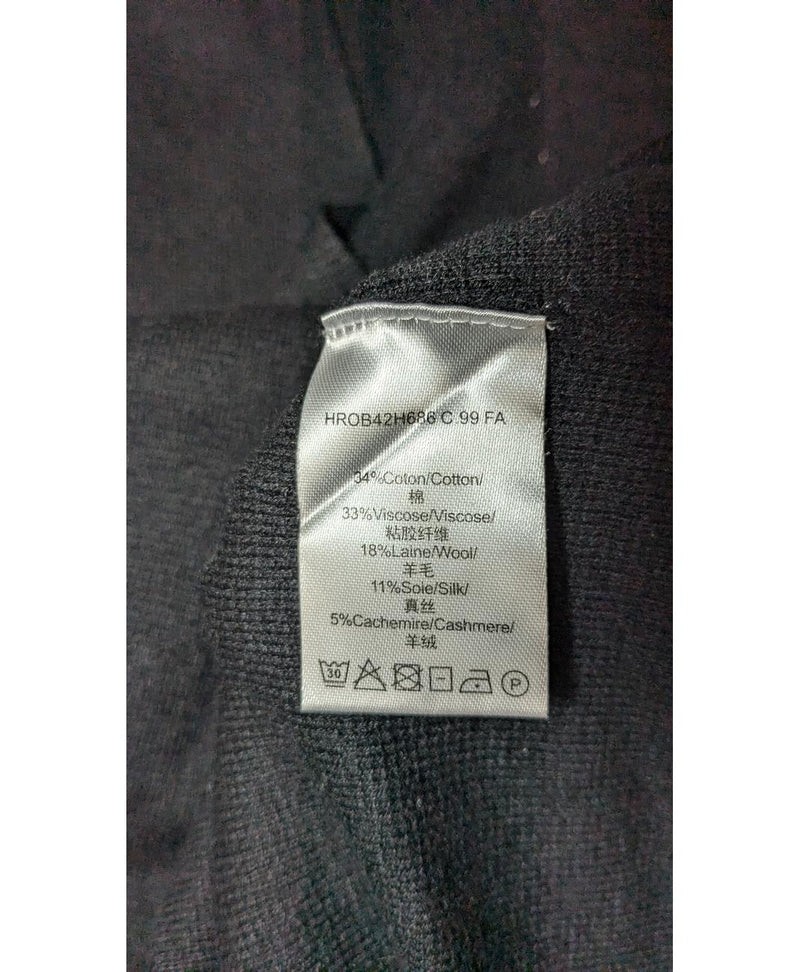 HROB42H686 C 99 FA
34%Coton/Cotton/
棉
33%Viscose/Viscose/
粘胶纤维
18%Laine/Wool/
羊毛
11%Soie/Silk/
真丝
5%Cachemire/Cashmere/
羊绒
30 P